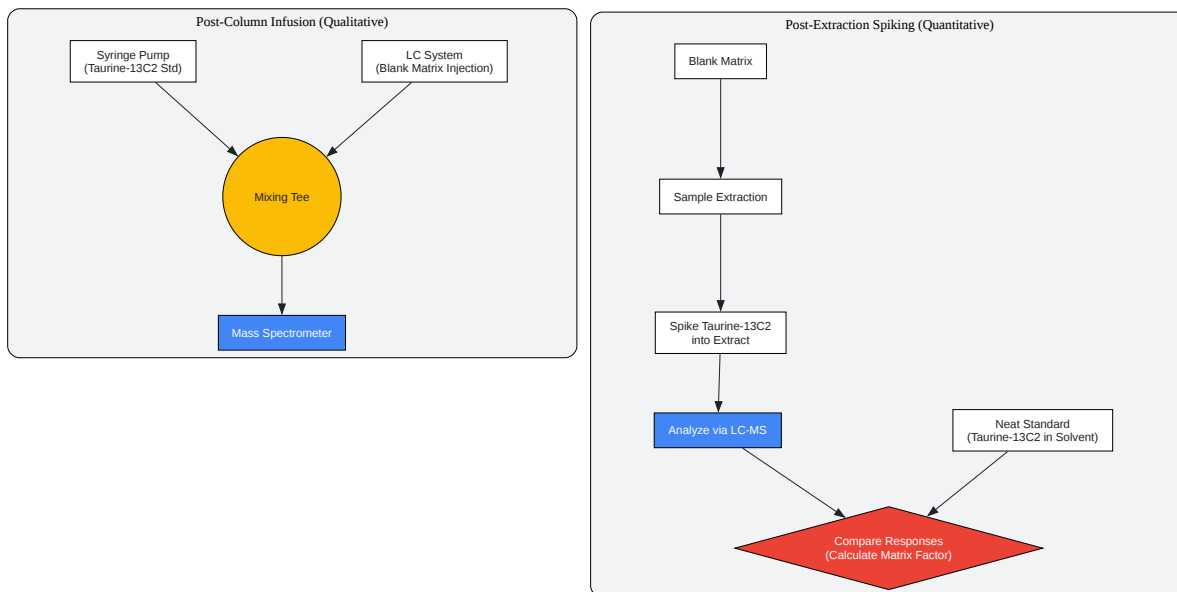 Post-Column Infusion (Qualitative)
Syringe Pump
(Taurine-13C2 Std)
LC System
(Blank Matrix Injection)
Mixing Tee
Mass Spectrometer
Post-Extraction Spiking (Quantitative)
Blank Matrix
Sample Extraction
Spike Taurine-13C2
into Extract
Analyze via LC-MS
Neat Standard
(Taurine-13C2 in Solvent)
Compare Responses
(Calculate Matrix Factor)